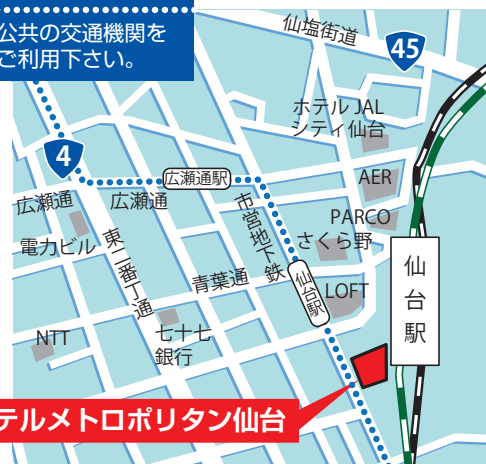 公共の交通機関を
ご利用下さい。
仙塩街道
45
ホテル JAL
シティ仙台
4
広瀬通駅
AER
広瀬通
広瀬通
市営地下鉄
PARCO
さくら野
電力ビル
東二番丁通
仙台駅
青葉通
仙台駅
LOFT
NTT
七十七
銀行
テルメトロポリタン仙台